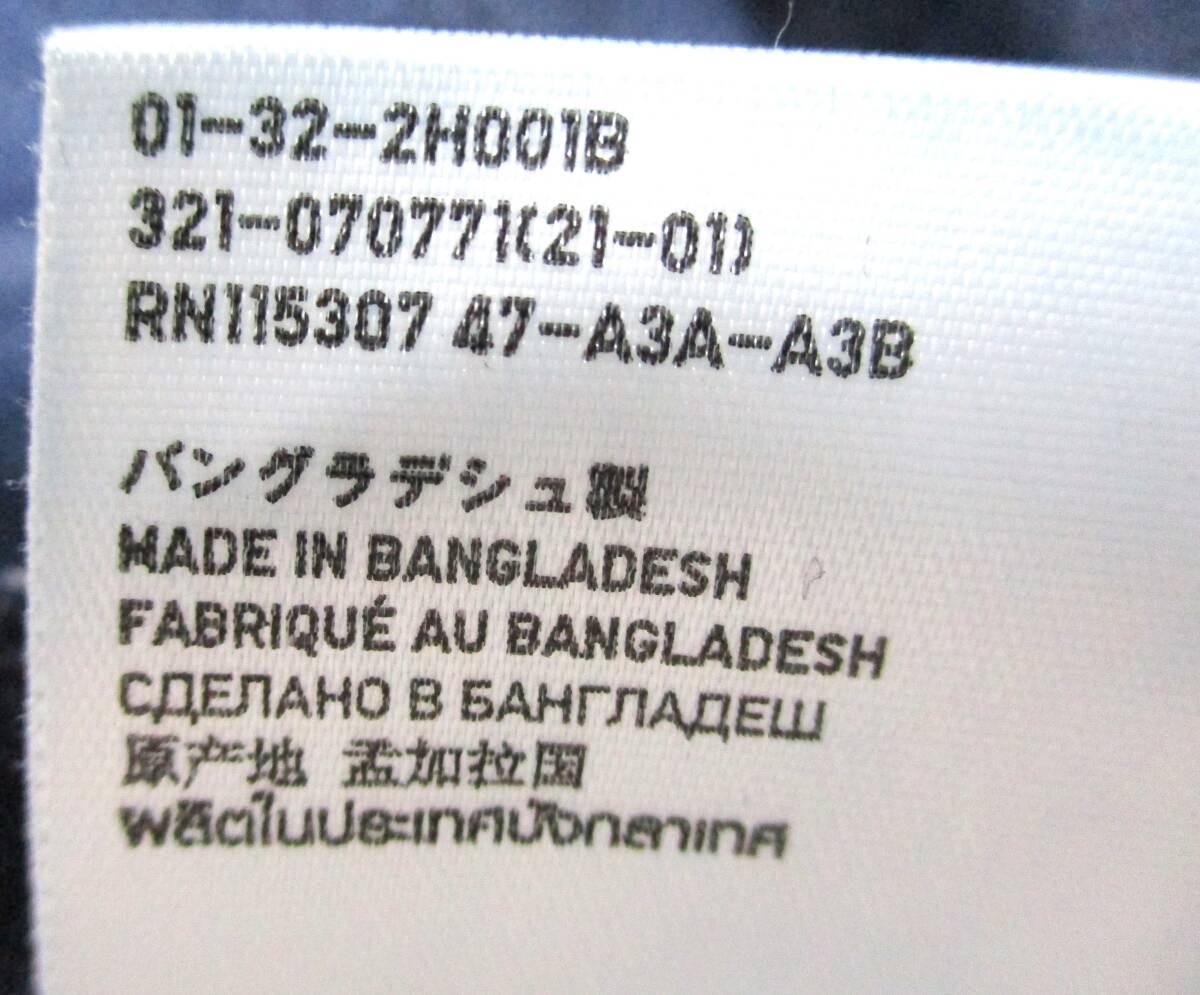 01-32-2H001B
321-070771(21-01)
RN115307 47-A3A-A3B
バングラデシュ製
MADE IN BANGLADESH
FABRIQUÉ AU BANGLADESH
СДЕЛАНО В БАНГЛАДЕШ
原产地 孟加拉国
ผลิตในประเทศบังกลาเทศ